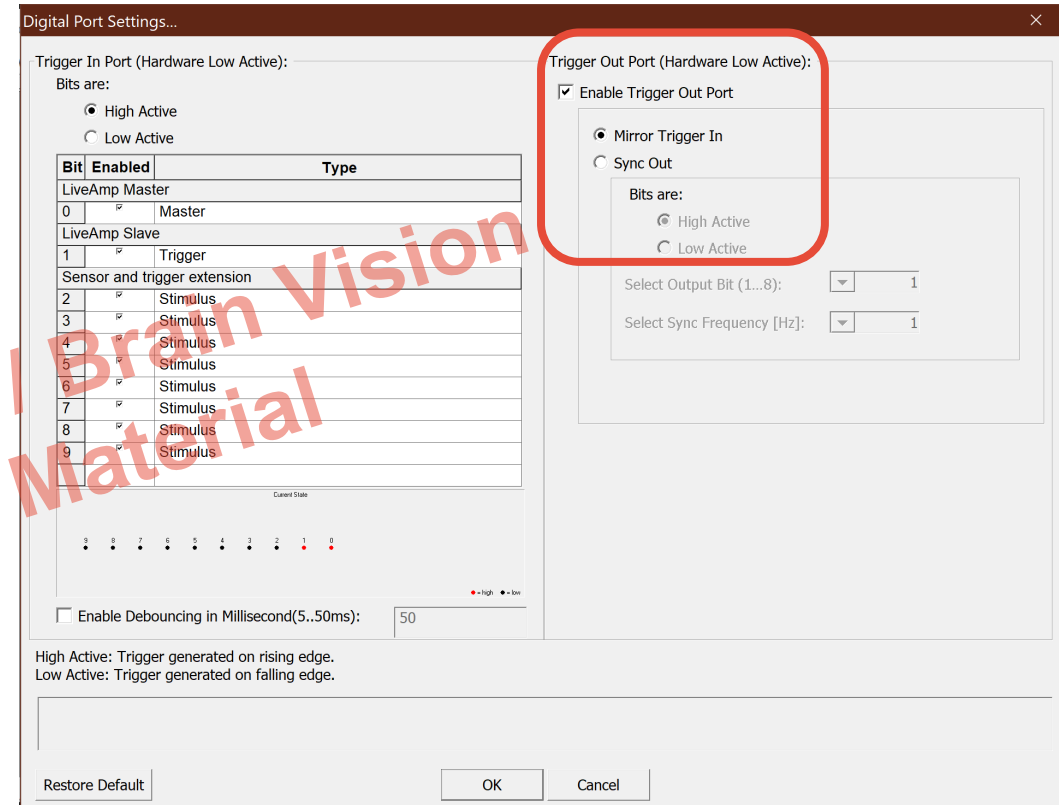 Digital Port Settings...
Trigger In Port (Hardware Low Active):
Bits are:
High Active
Low Active
Bit Enabled Type
LiveAmp Master
0 Master
LiveAmp Slave
1 Trigger
Sensor and trigger extension
2 Stimulus
3 Stimulus
4 Stimulus
5 Stimulus
6 Stimulus
7 Stimulus
8 Stimulus
9 Stimulus
Current State
9 8 7 6 5 4 3 2 1 0
= high = low
Enable Debouncing in Millisecond(5..50ms): 50
Trigger Out Port (Hardware Low Active):
Enable Trigger Out Port
Mirror Trigger In
Sync Out
Bits are:
High Active
Low Active
Select Output Bit (1...8): 1
Select Sync Frequency [Hz]: 1
High Active: Trigger generated on rising edge.
Low Active: Trigger generated on falling edge.
Restore Default OK Cancel
Brain Vision
Material